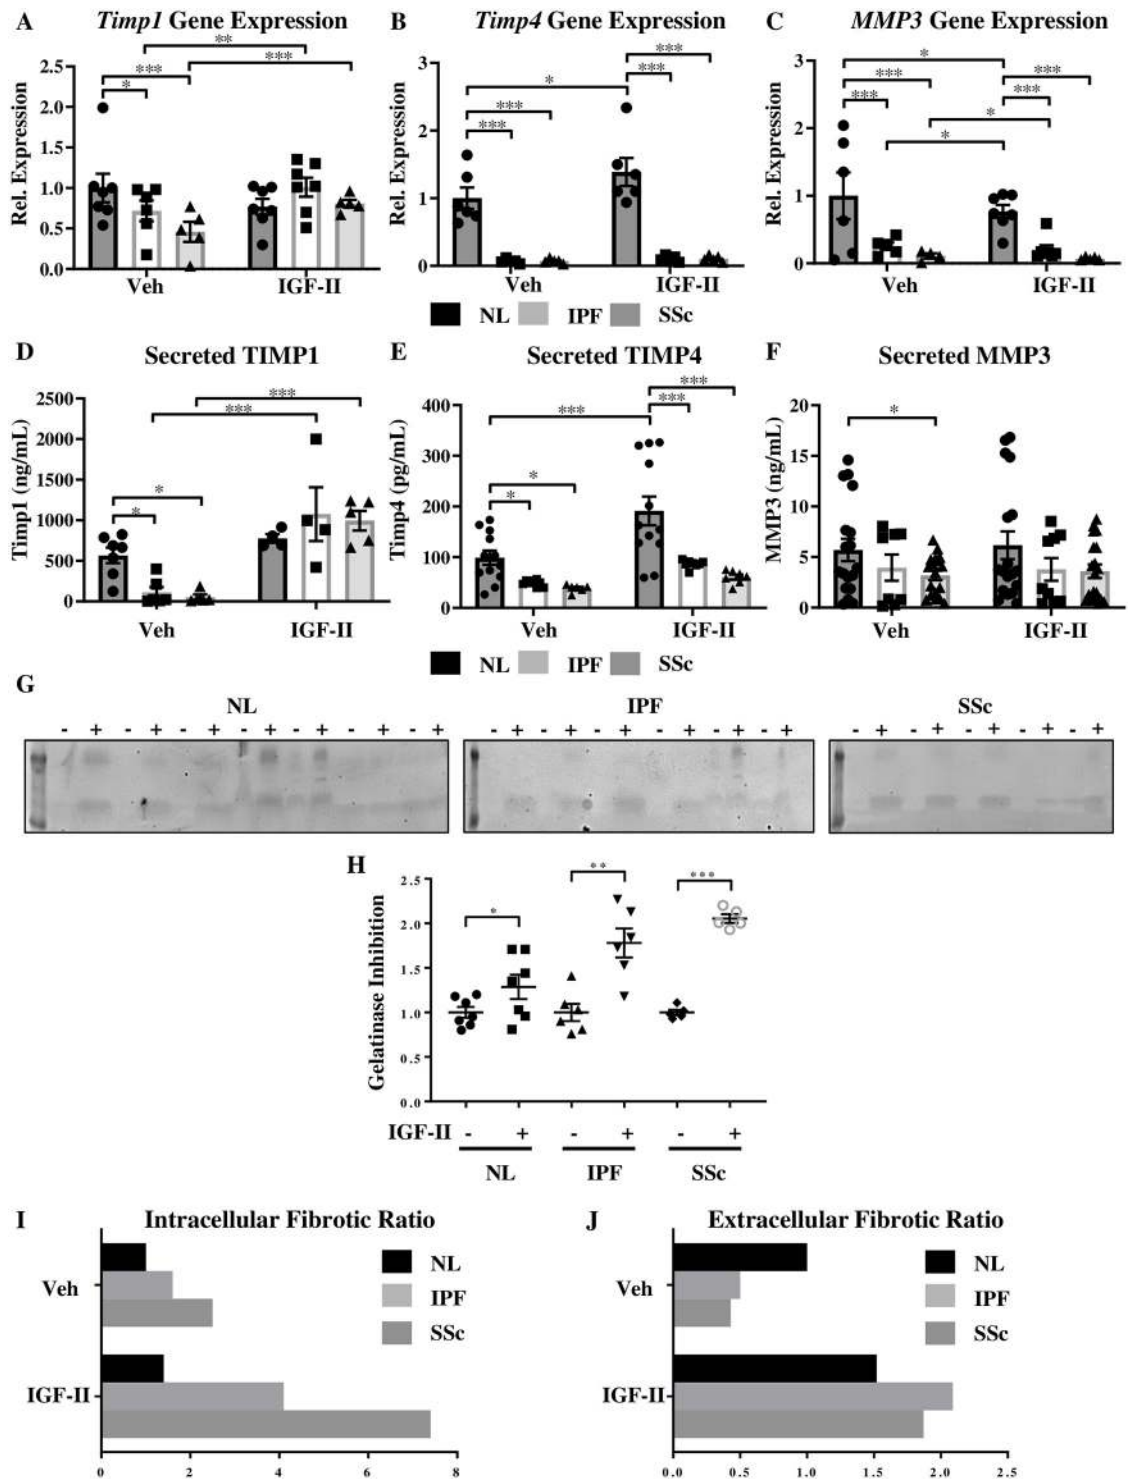 A Timp1 Gene Expression
B Timp4 Gene Expression
C MMP3 Gene Expression
Rel. Expression
2.5
2.0
1.5
1.0
0.5
0.0
** 
***
***
*
Veh IGF-II
Rel. Expression
3
2
1
0
***
***
*
***
***
Veh IGF-II
Rel. Expression
3
2
1
0
*
***
***
***
***
*
*
Veh IGF-II
NL IPF SSc
D Secreted TIMP1
E Secreted TIMP4
F Secreted MMP3
Timp1 (ng/mL)
2500
2000
1500
1000
500
0
***
***
*
*
Veh IGF-II
Timp4 (pg/mL)
400
300
200
100
0
***
***
***
*
*
Veh IGF-II
MMP3 (ng/mL)
20
15
10
5
0
*
Veh IGF-II
NL IPF SSc
G
NL IPF SSc
- + - + - + - + - + - + - +
- + - + - + - + - + - +
- + - + - + - + - +
H
Gelatinase Inhibition
2.5
2.0
1.5
1.0
0.5
0.0
*
**
***
IGF-II - + - + - +
NL IPF SSc
I Intracellular Fibrotic Ratio
Veh
IGF-II
NL
IPF
SSc
0 2 4 6 8
J Extracellular Fibrotic Ratio
Veh
IGF-II
NL
IPF
SSc
0.0 0.5 1.0 1.5 2.0 2.5